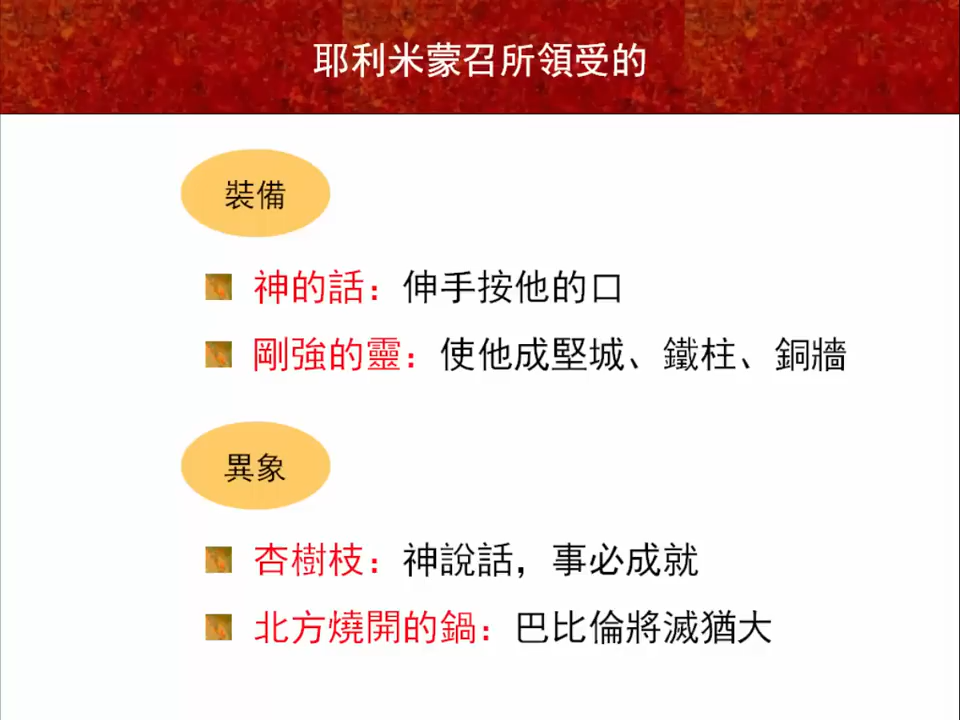 耶利米蒙召所領受的
裝備
神的話：伸手按他的口
剛強的靈：使他成堅城、鐵柱、銅牆
異象
杏樹枝：神說話，事必成就
北方燒開的鍋：巴比倫將滅猶大